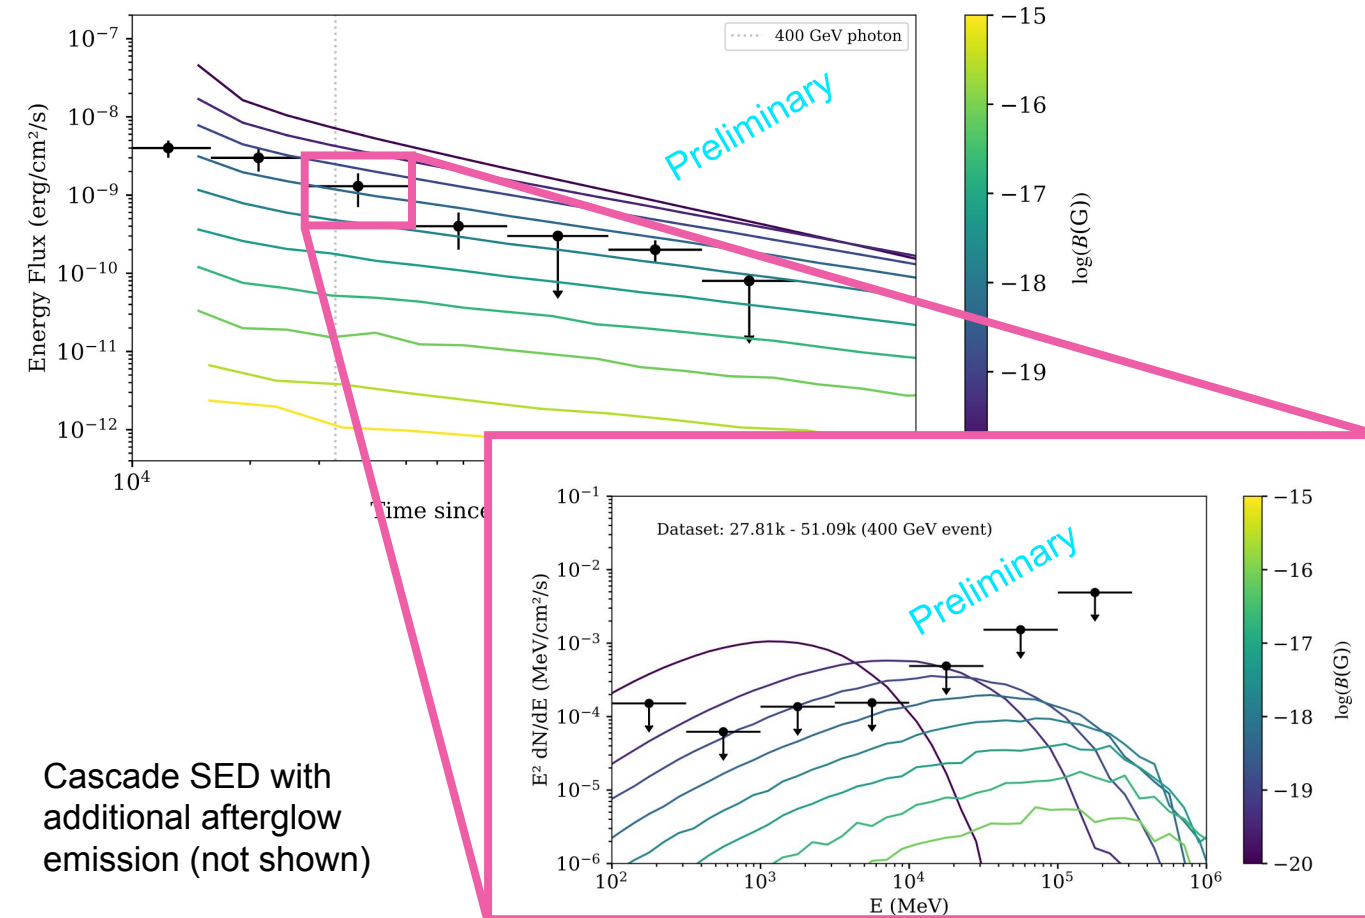 10⁻⁷
10⁻⁸
10⁻⁹
10⁻¹⁰
10⁻¹¹
10⁻¹²
Energy Flux (erg/cm²/s)
400 GeV photon
Preliminary
10⁴
Time since
−15
−16
−17
−18
−19
log(B(G))
10⁻¹
10⁻²
10⁻³
10⁻⁴
10⁻⁵
10⁻⁶
E² dN/dE (MeV/cm²/s)
Dataset: 27.81k - 51.09k (400 GeV event)
Preliminary
10²
10³
10⁴
10⁵
10⁶
E (MeV)
−15
−16
−17
−18
−19
−20
log(B(G))
Cascade SED with
additional afterglow
emission (not shown)